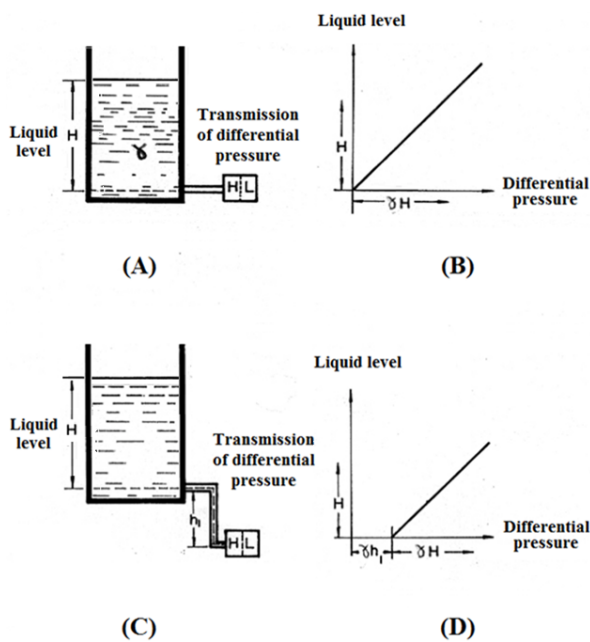 Liquid level
H
Liquid
level
Transmission
of differential
pressure
γ
H L
H
Differential
pressure
γH
(A)
(B)
Liquid level
H
Liquid
level
Transmission
of differential
pressure
h₁
H L
H
Differential
pressure
γh₁ γH
(C)
(D)